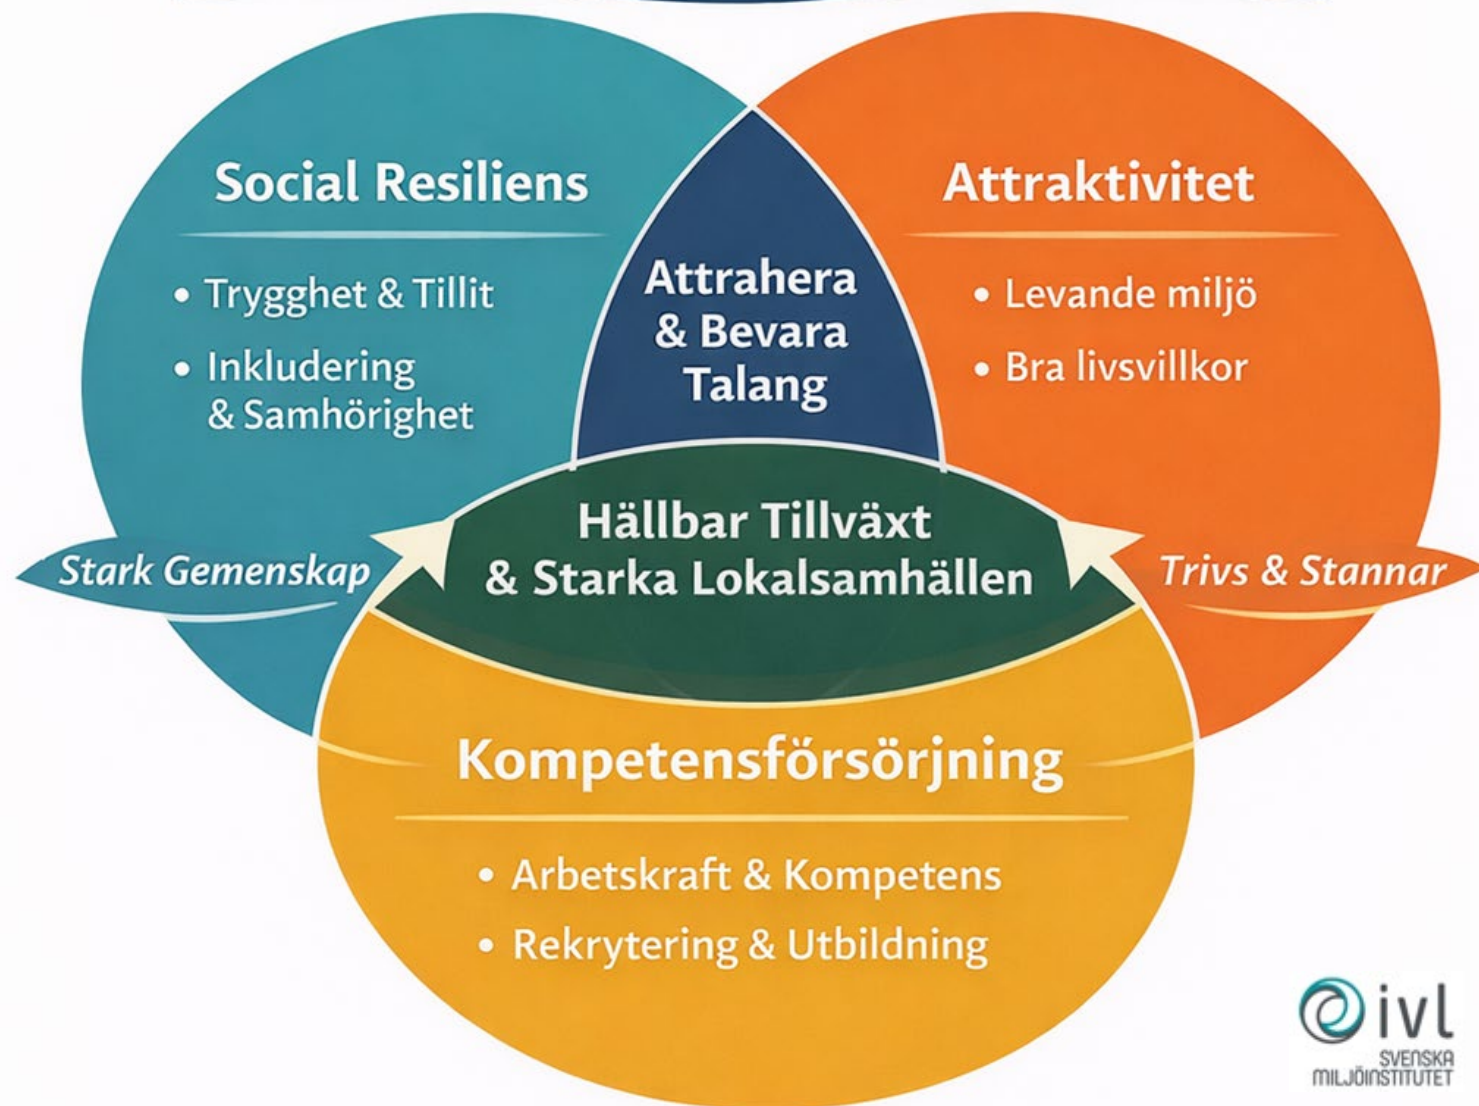 Social Resiliens
• Trygghet & Tillit
• Inkludering
& Samhörighet
Attrahera
& Bevara
Talang
Attraktivitet
• Levande miljö
• Bra livsvillkor
Stark Gemenskap
Hällbar Tillväxt
& Starka Lokalsamhällen
Trivs & Stannar
Kompetensförsörjning
• Arbetskraft & Kompetens
• Rekrytering & Utbildning
ivl
SVENSKA
MILJÖINSTITUTET